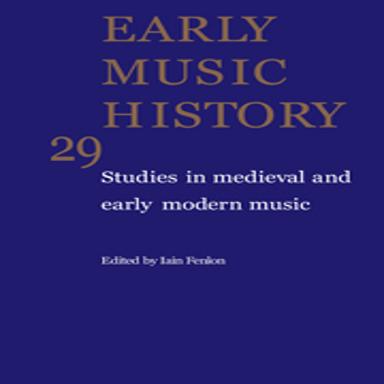 EARLY
MUSIC
HISTORY
29
Studies in medieval and
early modern music
Edited by Iain Fenlon